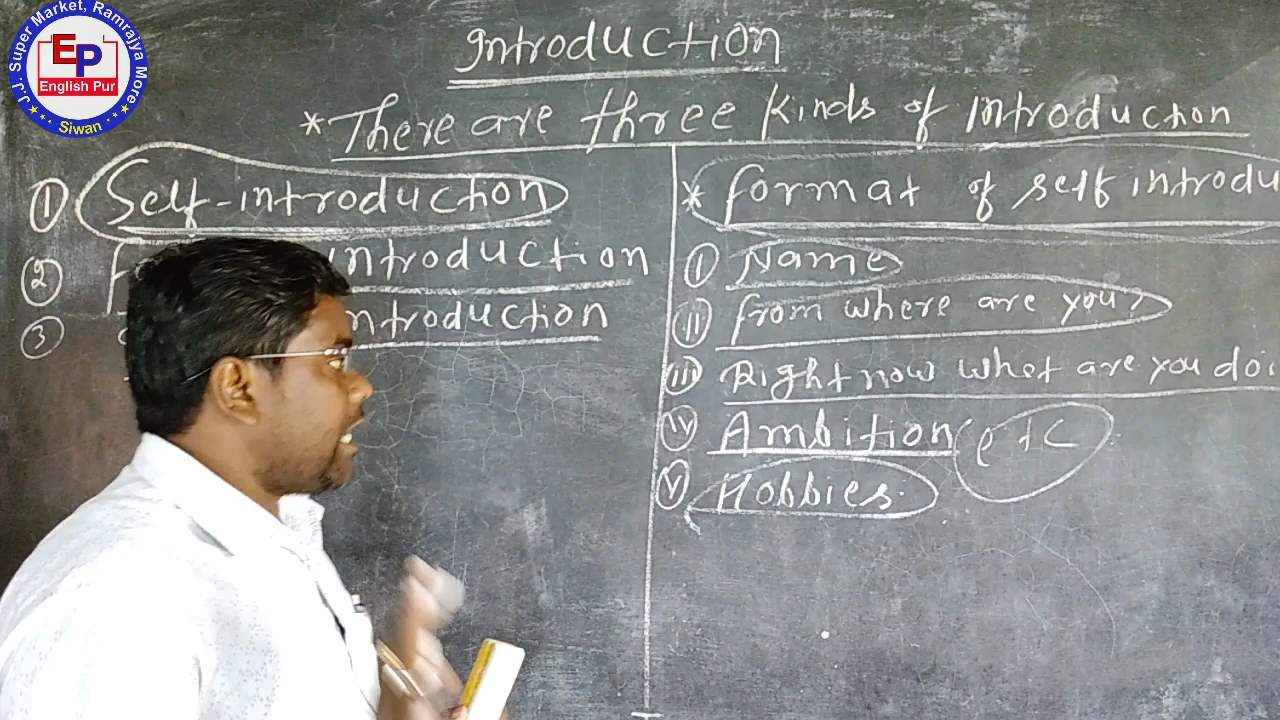 J.J. Super Market, Ramrajya More
EP
English Pur
Siwan
Introduction
* There are three kinds of Introduction
① Self-introduction
② introduction
③ introduction
* format of self introdu
(I) Name
(II) from where are you?
(III) Right now what are you doi
(IV) Ambition etc
(V) Hobbies.